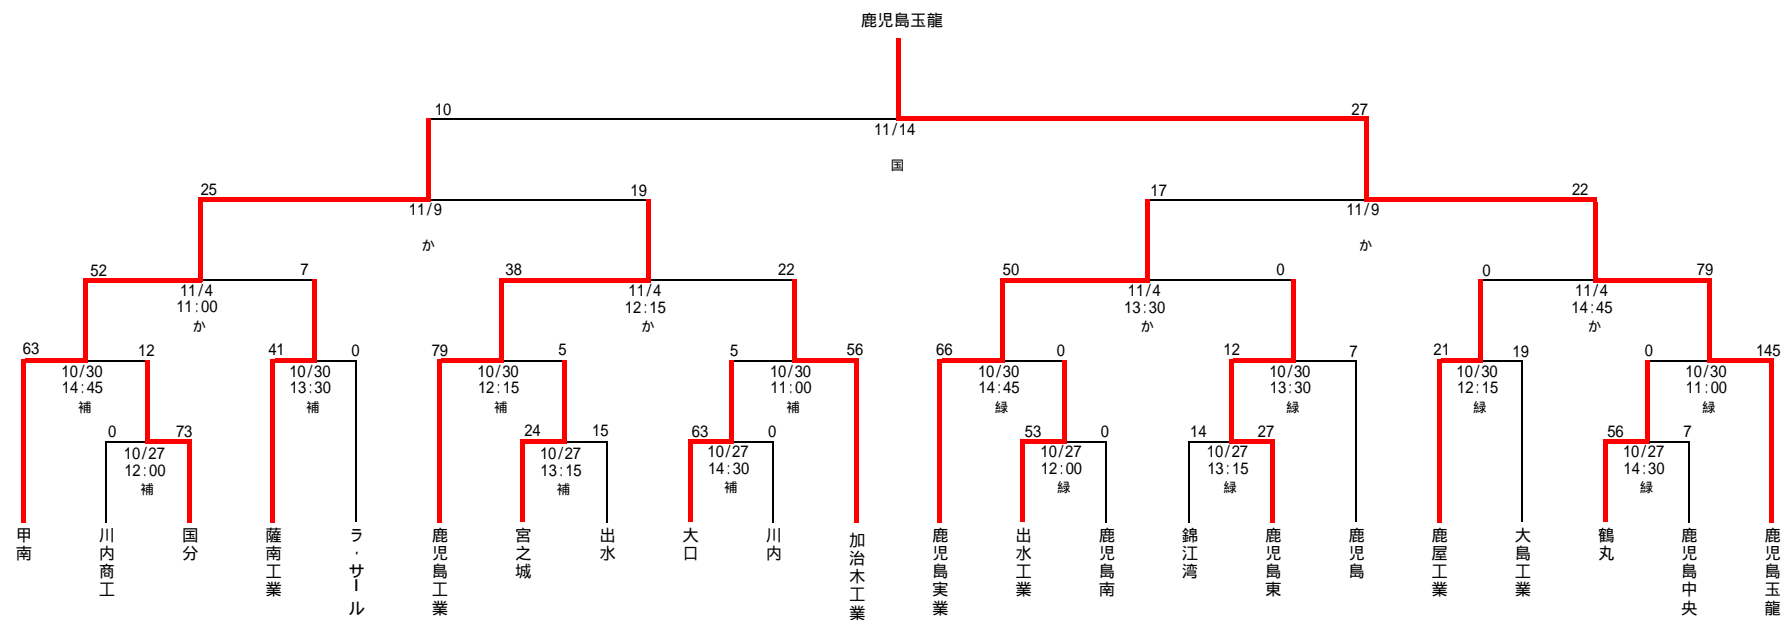 鹿児島玉龍
10 27
11/14
国
25 19 17 22
11/9 11/9
か か
52 7 38 22 50 0 0 79
11/4 11/4 11/4 11/4
11:00 12:15 13:30 14:45
か か か か
63 12 41 0 79 5 5 56 66 0 12 7 21 19 0 145
10/30 10/30 10/30 10/30 10/30 10/30 10/30 10/30
14:45 13:30 12:15 11:00 14:45 13:30 12:15 11:00
補 補 補 補 緑 緑 緑 緑
0 73 24 15 63 0 53 0 14 27 56 7
10/27 10/27 10/27 10/27 10/27 10/27
12:00 13:15 14:30 12:00 13:15 14:30
補 補 補 緑 緑 緑
甲南
川内商工
国分
薩南工業
ラ・サール
鹿児島工業
宮之城
出水
大口
川内
加治木工業
鹿児島実業
出水工業
鹿児島南
錦江湾
鹿児島東
鹿児島
鹿屋工業
大島工業
鶴丸
鹿児島中央
鹿児島玉龍